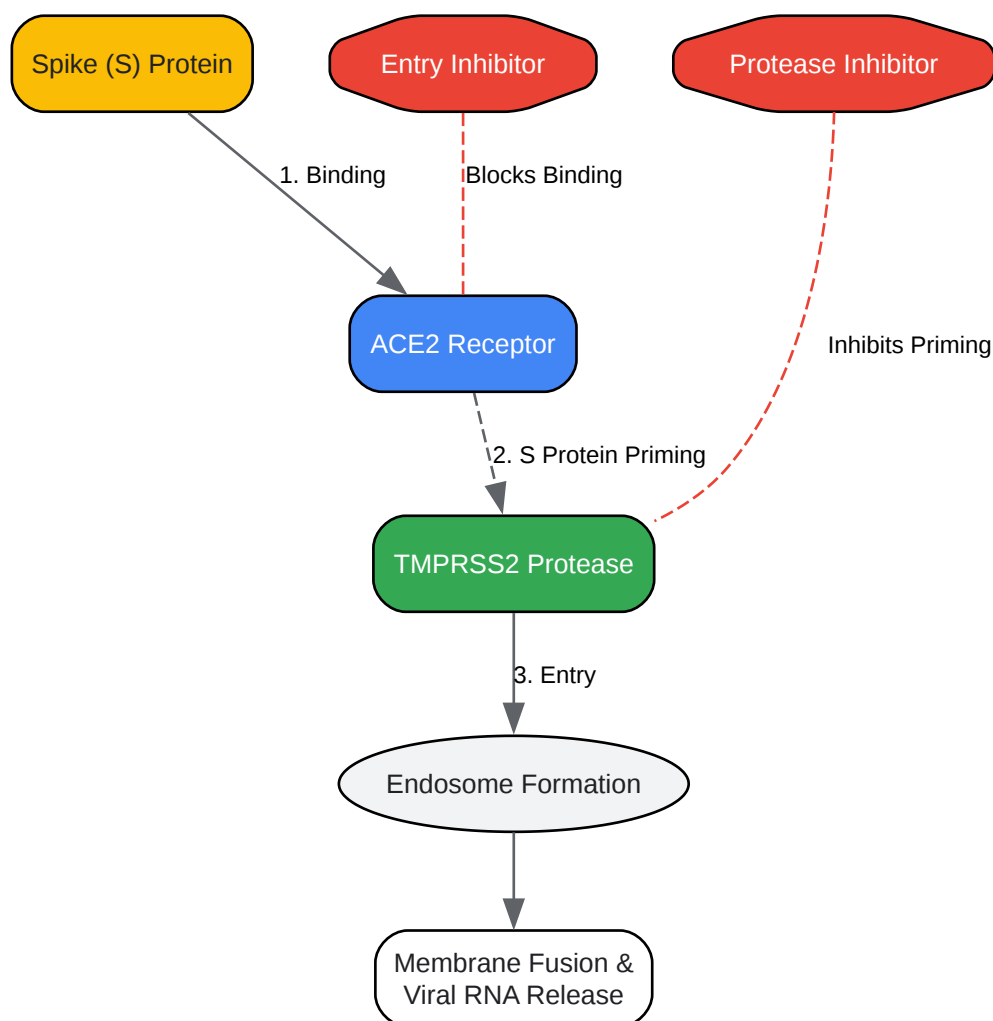 Spike (S) Protein
Entry Inhibitor
Protease Inhibitor
1. Binding
Blocks Binding
ACE2 Receptor
Inhibits Priming
2. S Protein Priming
TMPRSS2 Protease
3. Entry
Endosome Formation
Membrane Fusion &
Viral RNA Release